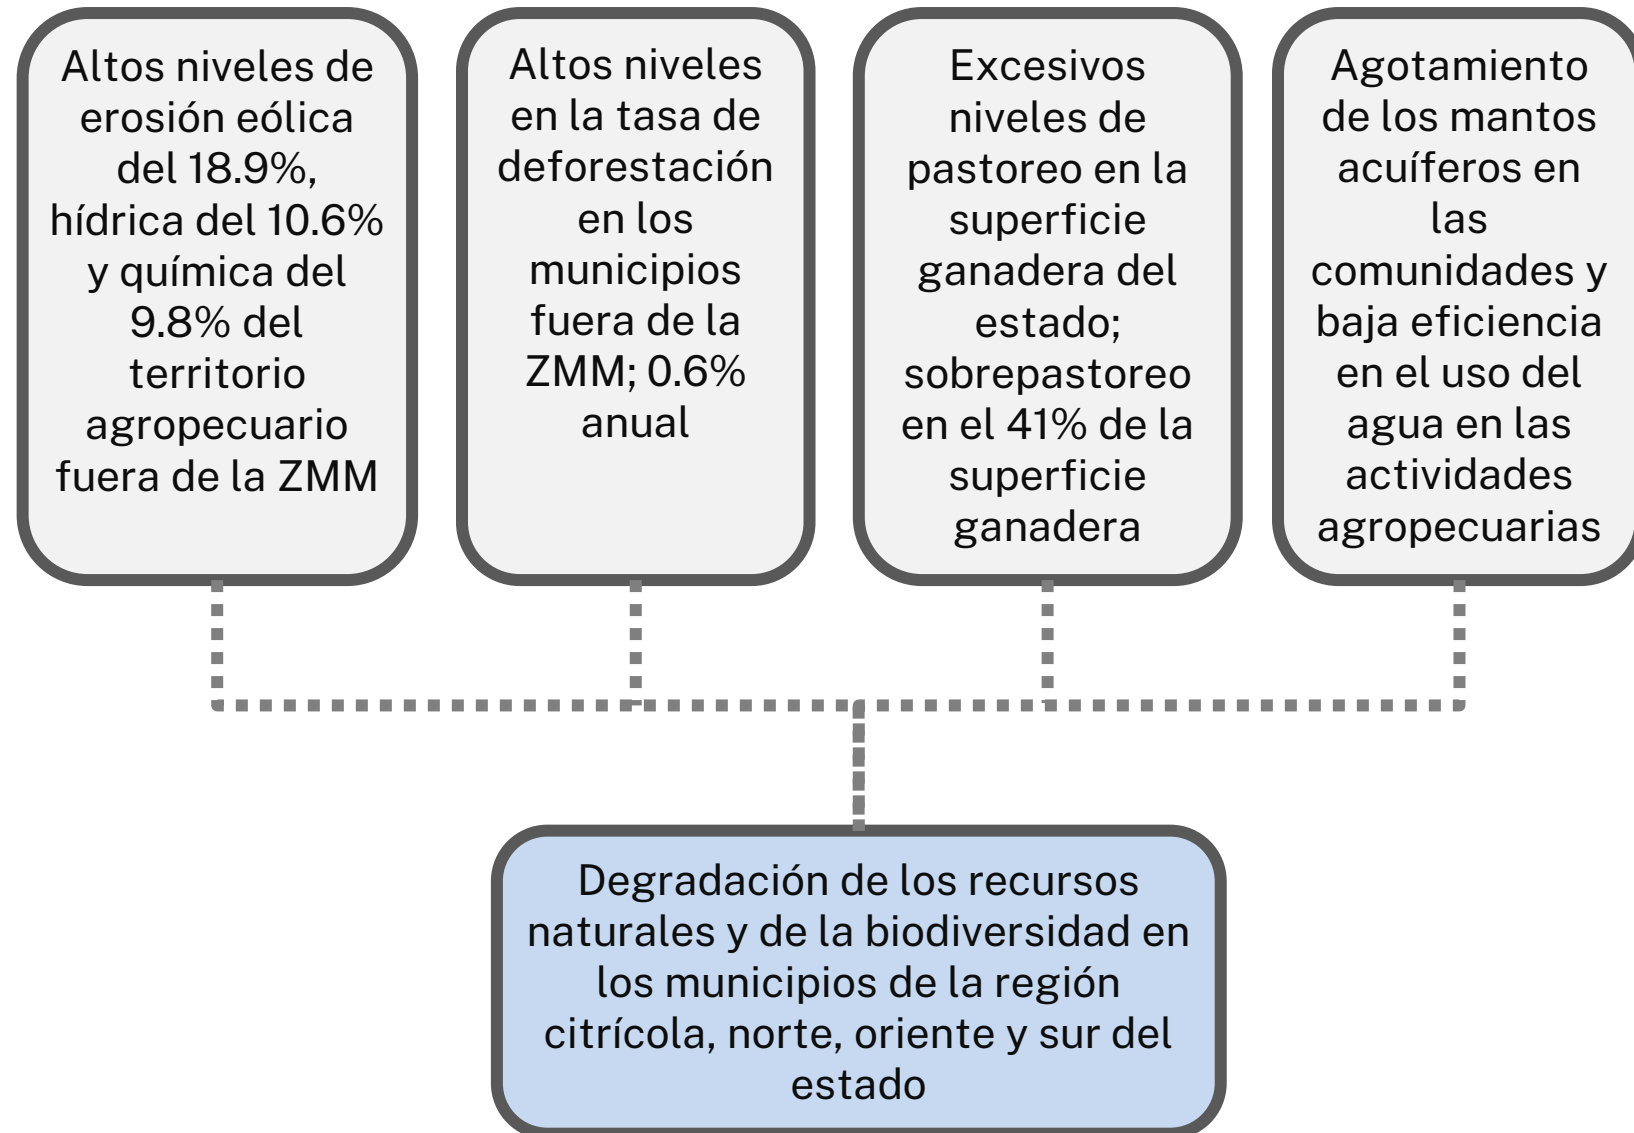 Altos niveles de
erosión eólica
del 18.9%,
hídrica del 10.6%
y química del
9.8% del
territorio
agropecuario
fuera de la ZMM
Altos niveles
en la tasa de
deforestación
en los
municipios
fuera de la
ZMM; 0.6%
anual
Excesivos
niveles de
pastoreo en la
superficie
ganadera del
estado;
sobrepastoreo
en el 41% de la
superficie
ganadera
Agotamiento
de los mantos
acuíferos en
las
comunidades y
baja eficiencia
en el uso del
agua en las
actividades
agropecuarias
Degradación de los recursos
naturales y de la biodiversidad en
los municipios de la región
citrícola, norte, oriente y sur del
estado